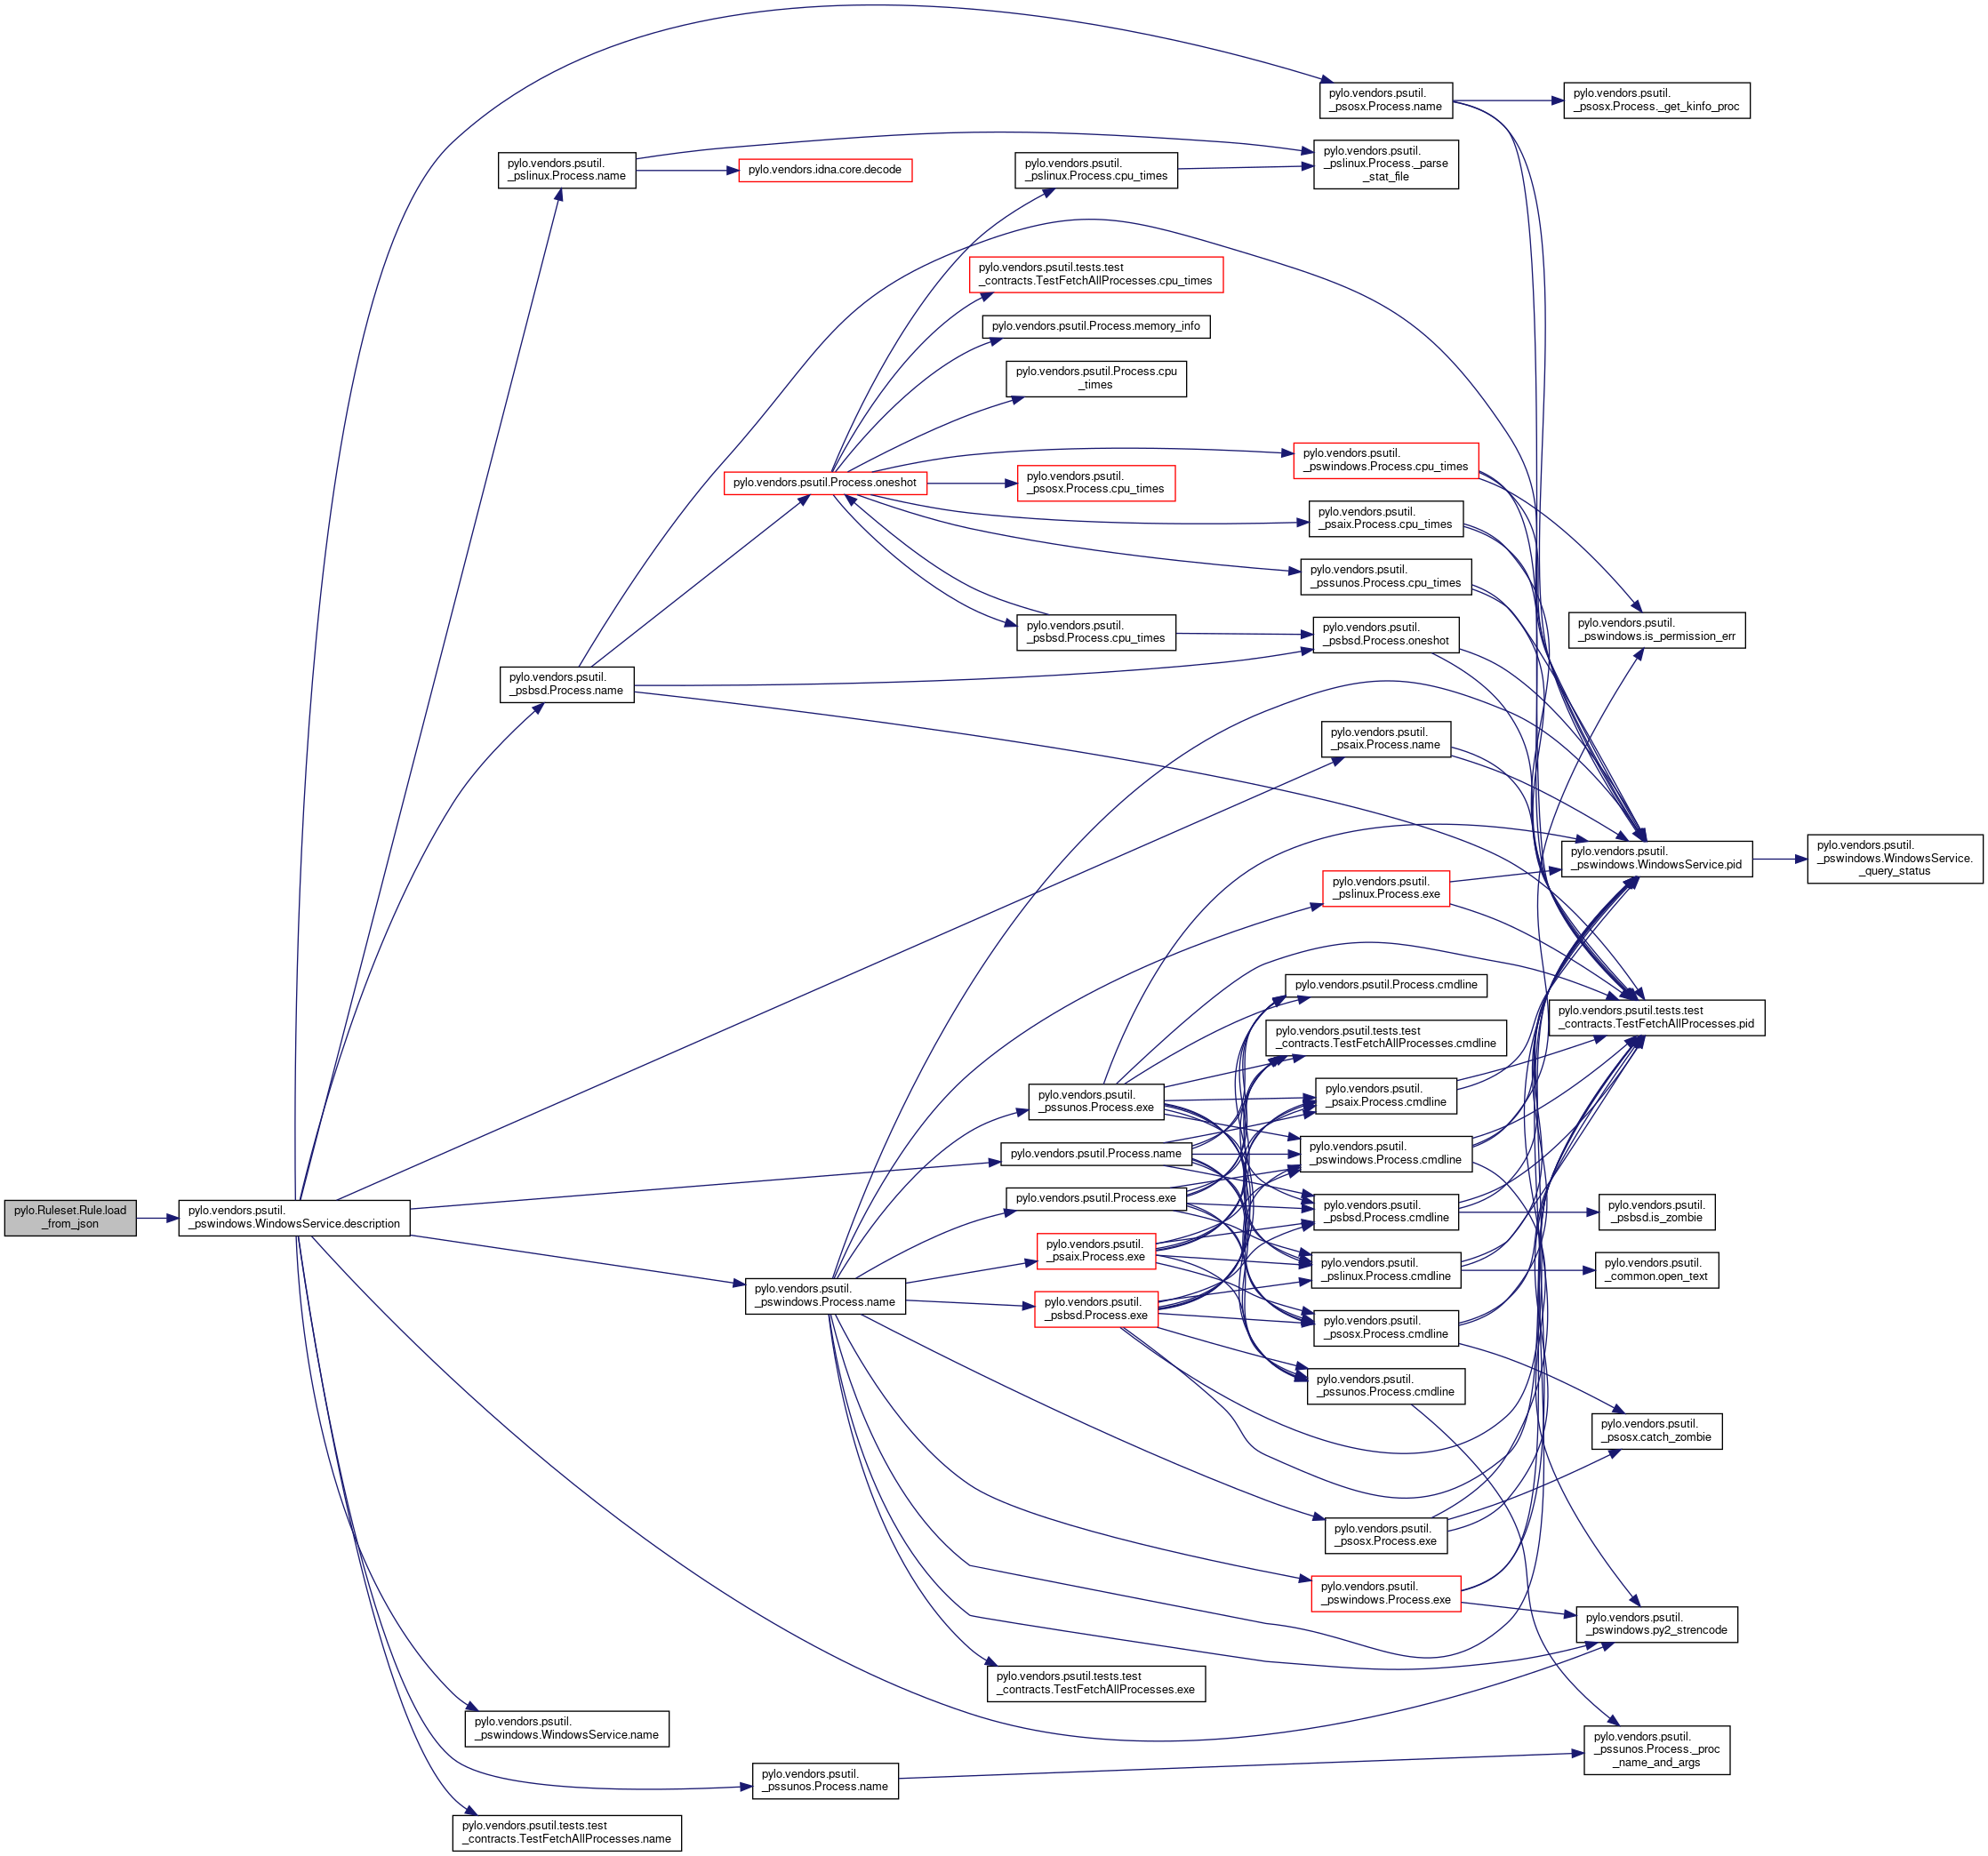 pylo.Ruleset.Rule.load
_from_json
pylo.vendors.psutil.
_pswindows.WindowsService.description
pylo.vendors.psutil.
_psosx.Process.name
pylo.vendors.psutil.
_psosx.Process._get_kinfo_proc
pylo.vendors.psutil.
_pslinux.Process.name
pylo.vendors.idna.core.decode
pylo.vendors.psutil.
_pslinux.Process.cpu_times
pylo.vendors.psutil.
_pslinux.Process._parse
_stat_file
pylo.vendors.psutil.tests.test
_contracts.TestFetchAllProcesses.cpu_times
pylo.vendors.psutil.Process.memory_info
pylo.vendors.psutil.Process.cpu
_times
pylo.vendors.psutil.Process.oneshot
pylo.vendors.psutil.
_psosx.Process.cpu_times
pylo.vendors.psutil.
_pswindows.Process.cpu_times
pylo.vendors.psutil.
_psaix.Process.cpu_times
pylo.vendors.psutil.
_pssunos.Process.cpu_times
pylo.vendors.psutil.
_psbsd.Process.cpu_times
pylo.vendors.psutil.
_psbsd.Process.oneshot
pylo.vendors.psutil.
_pswindows.is_permission_err
pylo.vendors.psutil.
_psbsd.Process.name
pylo.vendors.psutil.
_psaix.Process.name
pylo.vendors.psutil.
_pswindows.WindowsService.pid
pylo.vendors.psutil.
_pswindows.WindowsService.
_query_status
pylo.vendors.psutil.
_pslinux.Process.exe
pylo.vendors.psutil.Process.cmdline
pylo.vendors.psutil.tests.test
_contracts.TestFetchAllProcesses.pid
pylo.vendors.psutil.tests.test
_contracts.TestFetchAllProcesses.cmdline
pylo.vendors.psutil.
_pssunos.Process.exe
pylo.vendors.psutil.
_psaix.Process.cmdline
pylo.vendors.psutil.Process.name
pylo.vendors.psutil.
_pswindows.Process.cmdline
pylo.vendors.psutil.Process.exe
pylo.vendors.psutil.
_psbsd.Process.cmdline
pylo.vendors.psutil.
_psbsd.is_zombie
pylo.vendors.psutil.
_psaix.Process.exe
pylo.vendors.psutil.
_pslinux.Process.cmdline
pylo.vendors.psutil.
_common.open_text
pylo.vendors.psutil.
_pswindows.Process.name
pylo.vendors.psutil.
_psbsd.Process.exe
pylo.vendors.psutil.
_psosx.Process.cmdline
pylo.vendors.psutil.
_pssunos.Process.cmdline
pylo.vendors.psutil.
_psosx.catch_zombie
pylo.vendors.psutil.
_psosx.Process.exe
pylo.vendors.psutil.
_pswindows.Process.exe
pylo.vendors.psutil.
_pswindows.py2_strencode
pylo.vendors.psutil.tests.test
_contracts.TestFetchAllProcesses.exe
pylo.vendors.psutil.
_pswindows.WindowsService.name
pylo.vendors.psutil.
_pssunos.Process._proc
_name_and_args
pylo.vendors.psutil.
_pssunos.Process.name
pylo.vendors.psutil.tests.test
_contracts.TestFetchAllProcesses.name